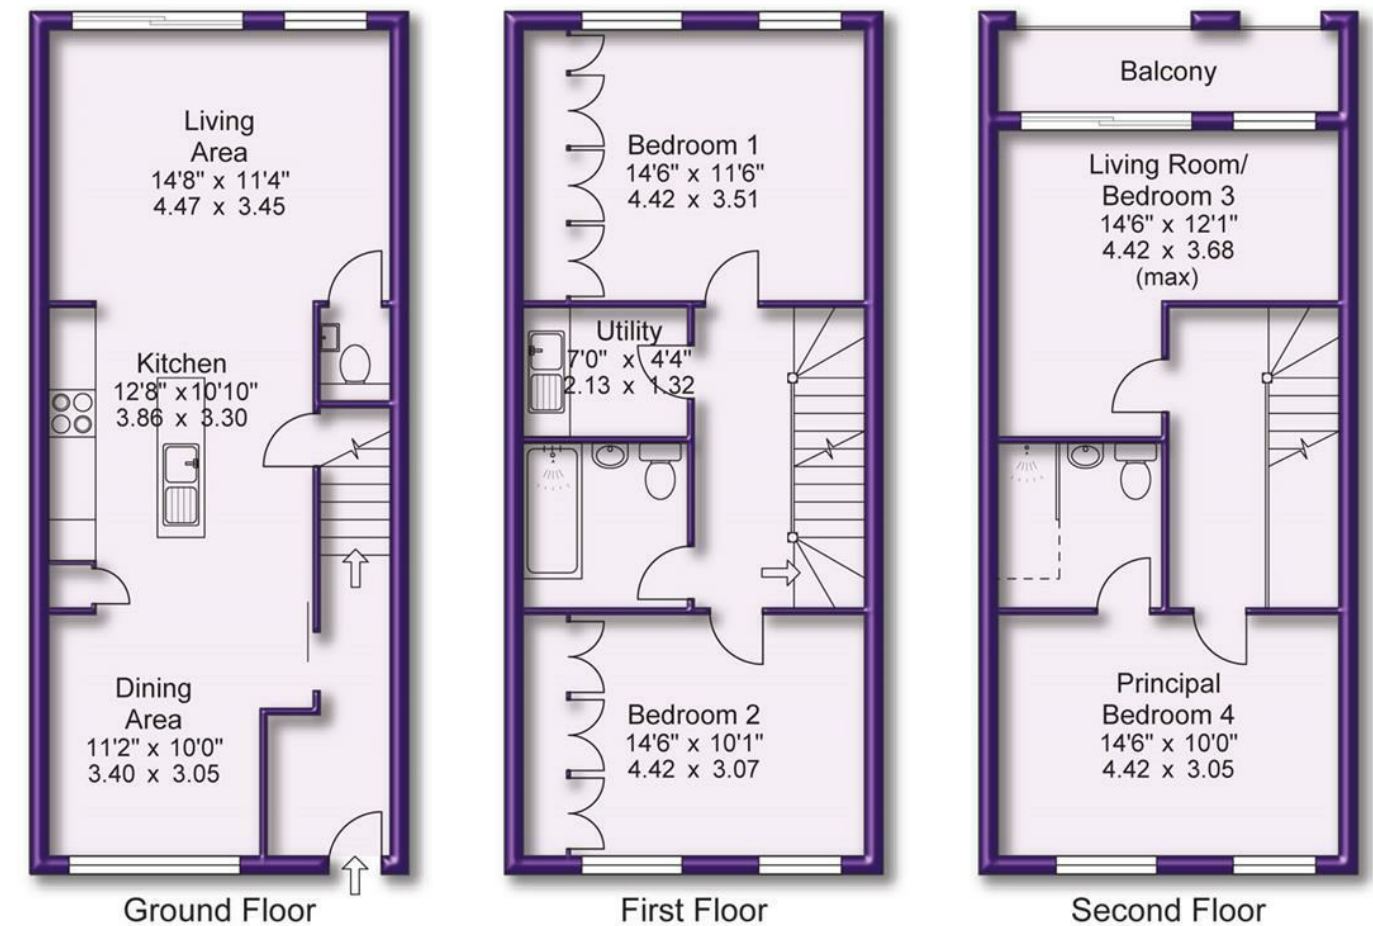 Living
Area
14'8" x 11'4"
4.47 x 3.45
Kitchen
12'8" x10'10"
3.86 x 3.30
Dining
Area
11'2" x 10'0"
3.40 x 3.05
Ground Floor
Bedroom 1
14'6" x 11'6"
4.42 x 3.51
Utility
7'0" x 4'4"
2.13 x 1.32
Bedroom 2
14'6" x 10'1"
4.42 x 3.07
First Floor
Balcony
Living Room/
Bedroom 3
14'6" x 12'1"
4.42 x 3.68
(max)
Principal
Bedroom 4
14'6" x 10'0"
4.42 x 3.05
Second Floor